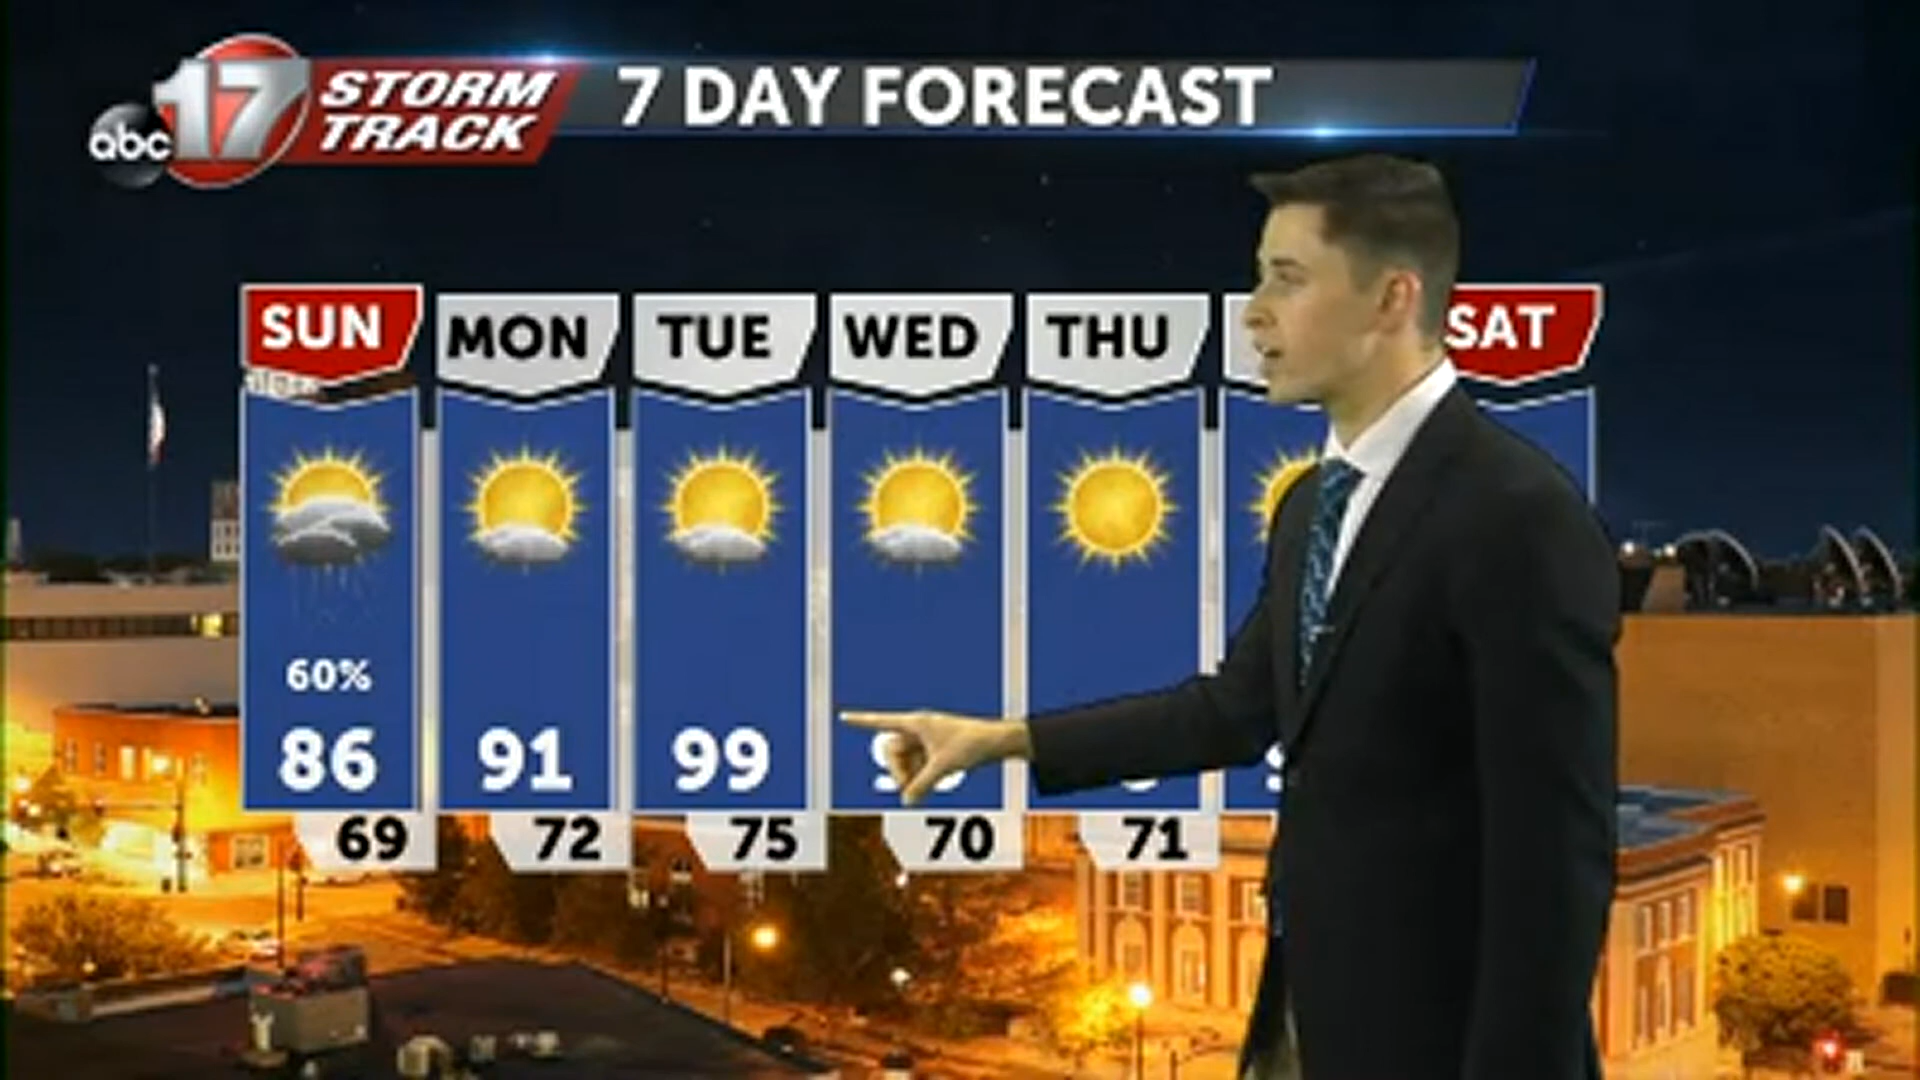 abc 17 STORM TRACK
7 DAY FORECAST
SUN MON TUE WED THU SAT
60%
86 91 99
69 72 75 70 71